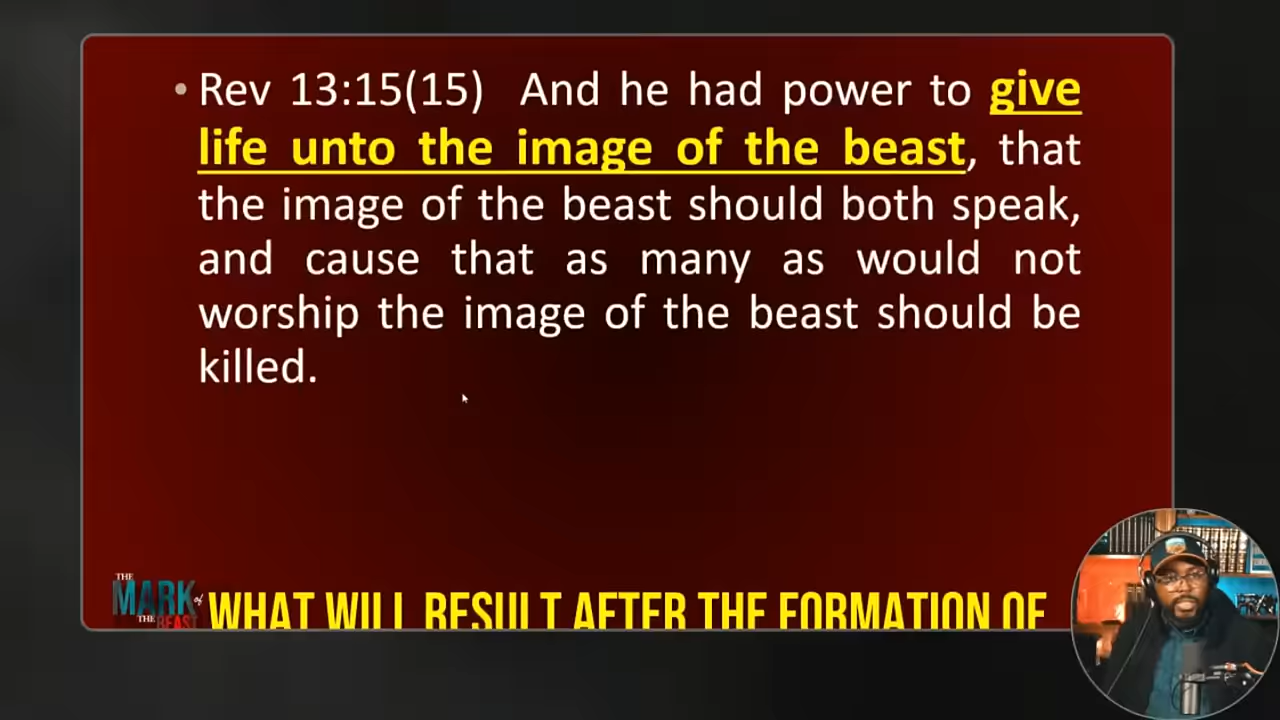 • Rev 13:15(15) And he had power to give
life unto the image of the beast, that
the image of the beast should both speak,
and cause that as many as would not
worship the image of the beast should be
killed.
THE
MARK of
THE BEAST
WHAT WILL RESULT AFTER THE FORMATION OF